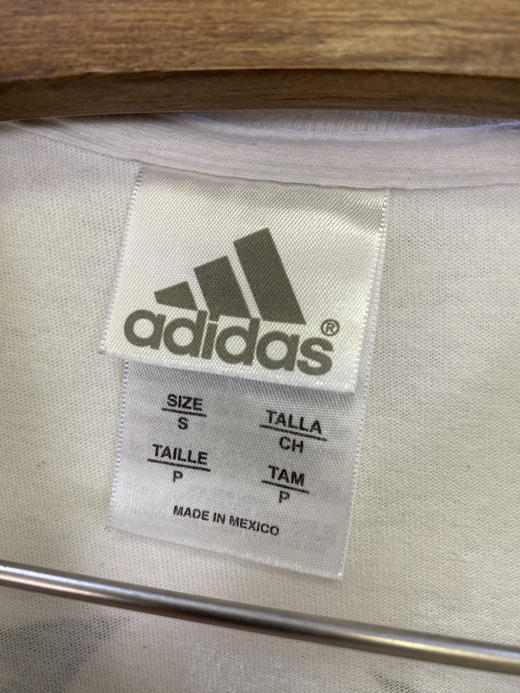 adidas®
SIZE TALLA
S CH
TAILLE TAM
P P
MADE IN MEXICO